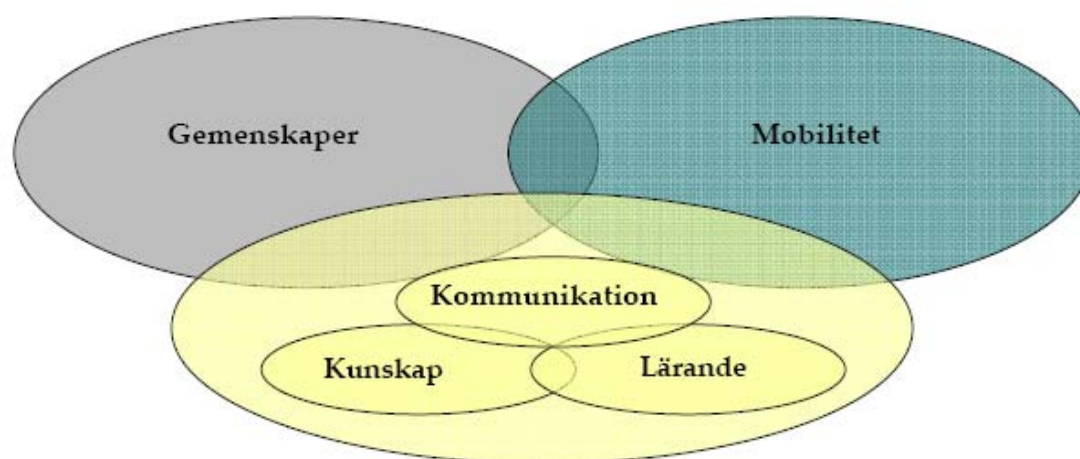 Gemenskaper
Mobilitet
Kommunikation
Kunskap
Lärande